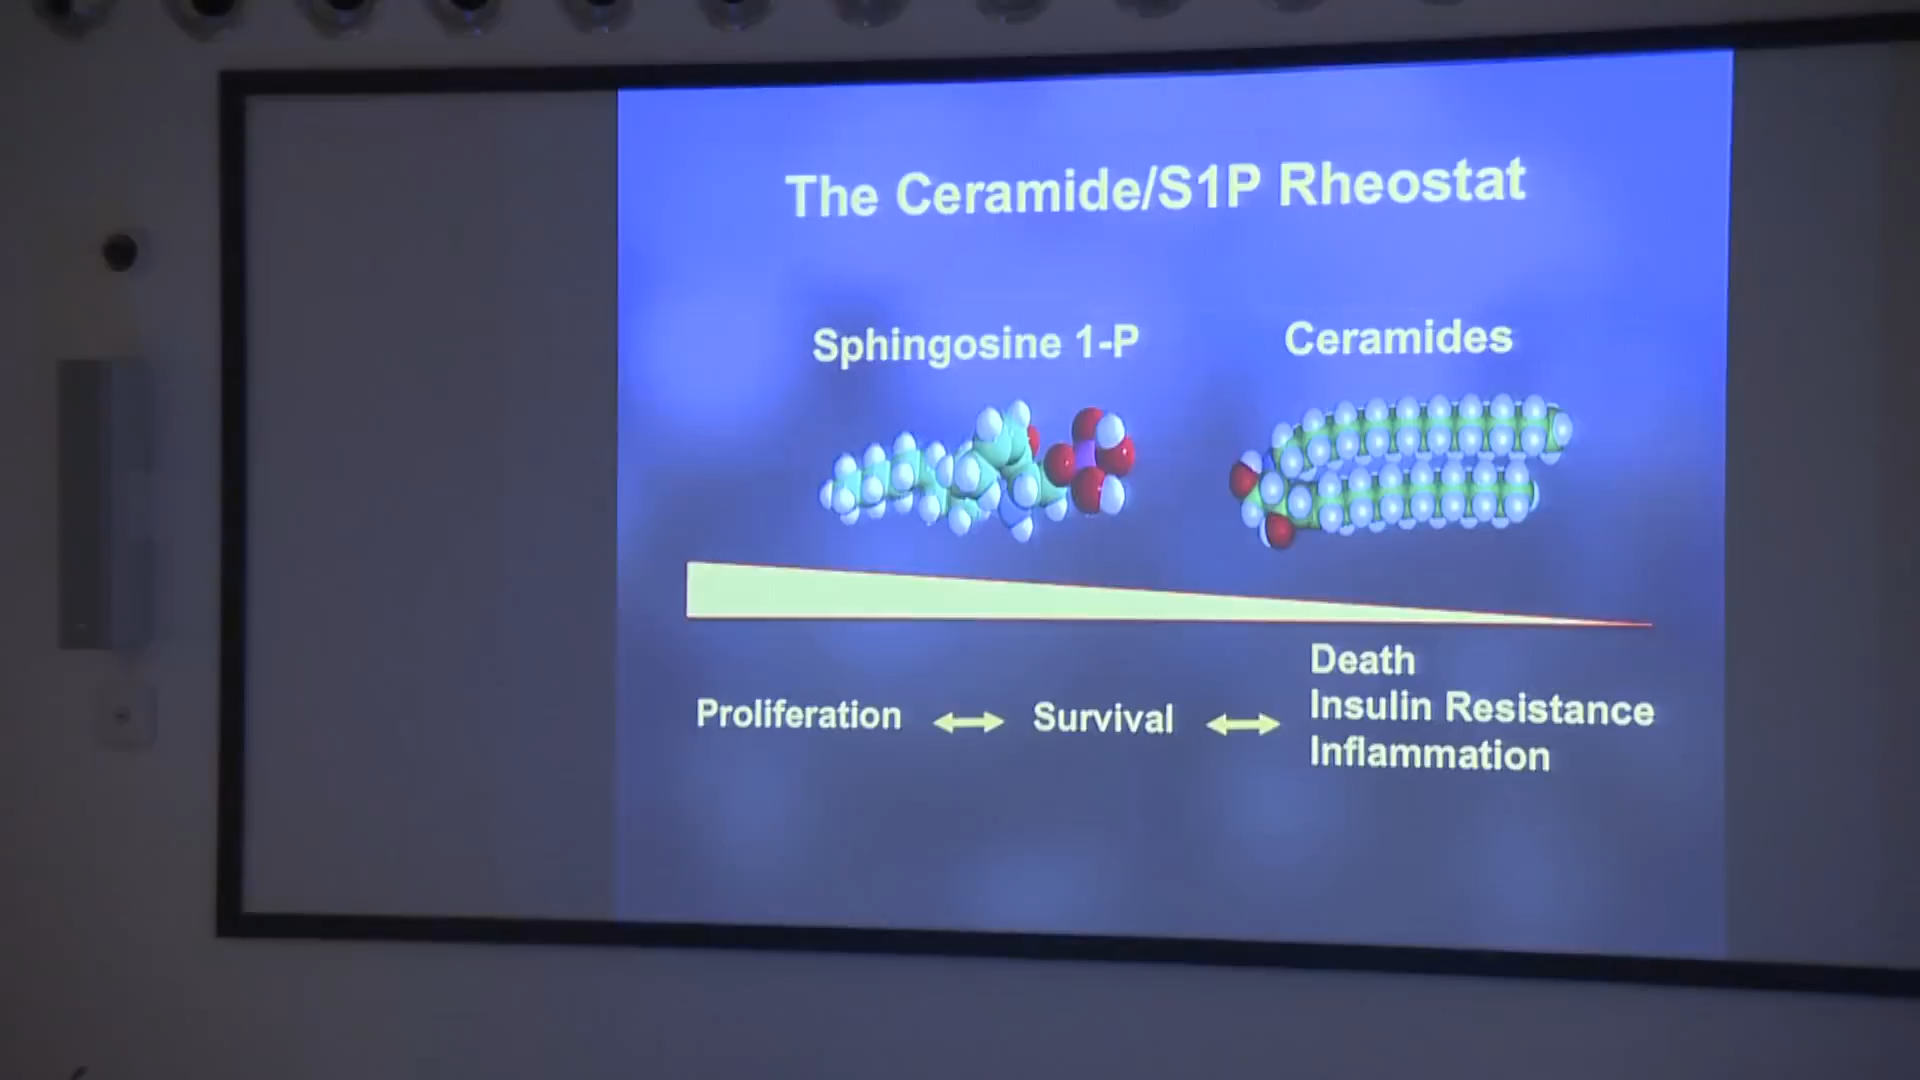 The Ceramide/S1P Rheostat
Sphingosine 1-P
Ceramides
Proliferation
Survival
Death
Insulin Resistance
Inflammation